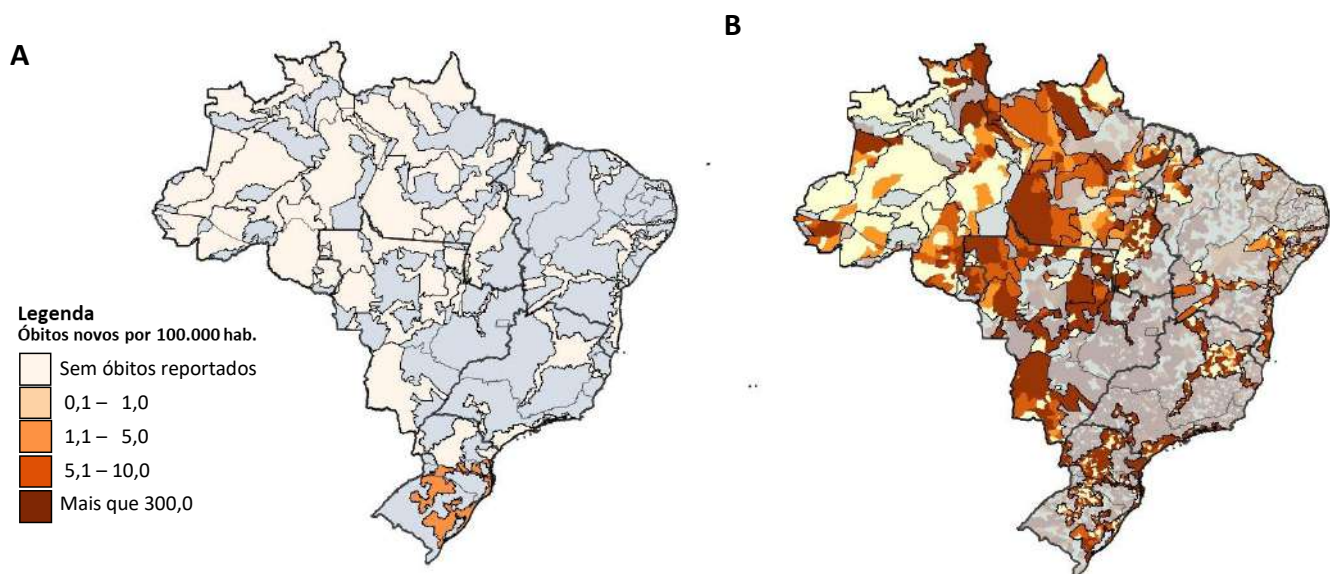 A
B
Legenda
Óbitos novos por 100.000 hab.
Sem óbitos reportados
0,1 – 1,0
1,1 – 5,0
5,1 – 10,0
Mais que 300,0